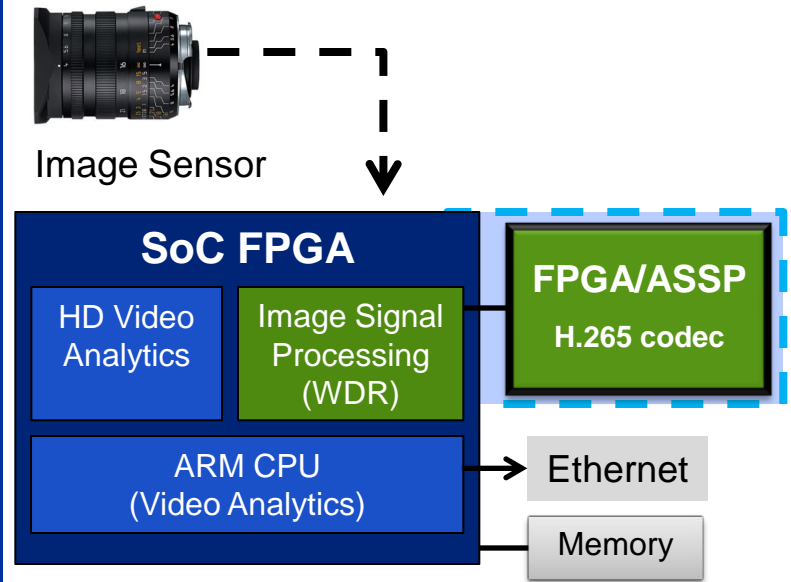 Image Sensor
SoC FPGA
HD Video
Analytics
Image Signal
Processing
(WDR)
FPGA/ASSP
H.265 codec
ARM CPU
(Video Analytics)
Ethernet
Memory